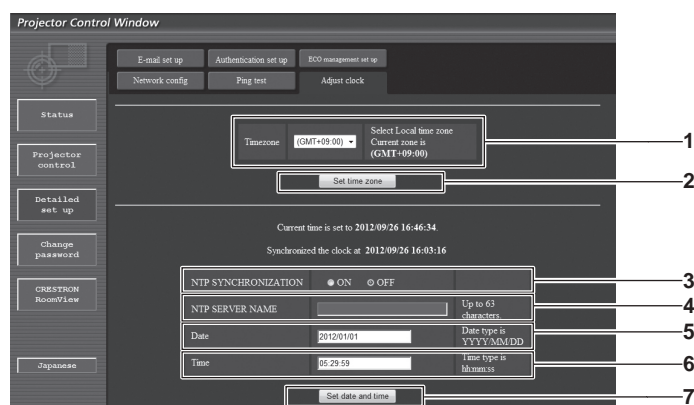 Projector Control Window
E-mail set up
Authentication set up
ECO management set up
Network config
Ping test
Adjust clock
Status
Projector
control
Detailed
set up
Change
password
CRESTRON
RoomView
Japanese
Timezone
(GMT+09:00)
Select Local time zone
Current zone is
(GMT+09:00)
1
Set time zone
2
Current time is set to 2012/09/26 16:46:34.
Synchronized the clock at 2012/09/26 16:03:16
NTP SYNCHRONIZATION ON OFF
3
NTP SERVER NAME
Up to 63
characters.
4
Date
2012/01/01
Date type is
YYYY/MM/DD
5
Time
05:29:59
Time type is
hh:mm:ss
6
Set date and time
7